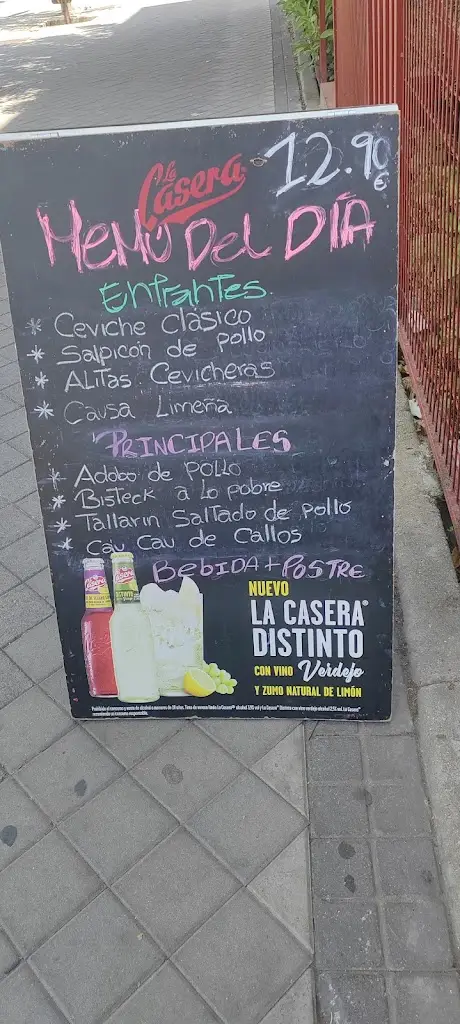 La Casera
12.90 €
MENÚ DEL DÍA
ENTRANTES
* Ceviche Clásico
* Salpicón de pollo
* ALITAS Cevicheras
* Causa Limeña
PRINCIPALES
* Adobo de Pollo
* Bisteck a lo pobre
* Tallarin Saltado de pollo
* Cau Cau de Callos
BEBIDA + POSTRE
NUEVO
LA CASERA®
DISTINTO
CON VINO Verdejo
Y ZUMO NATURAL DE LIMÓN